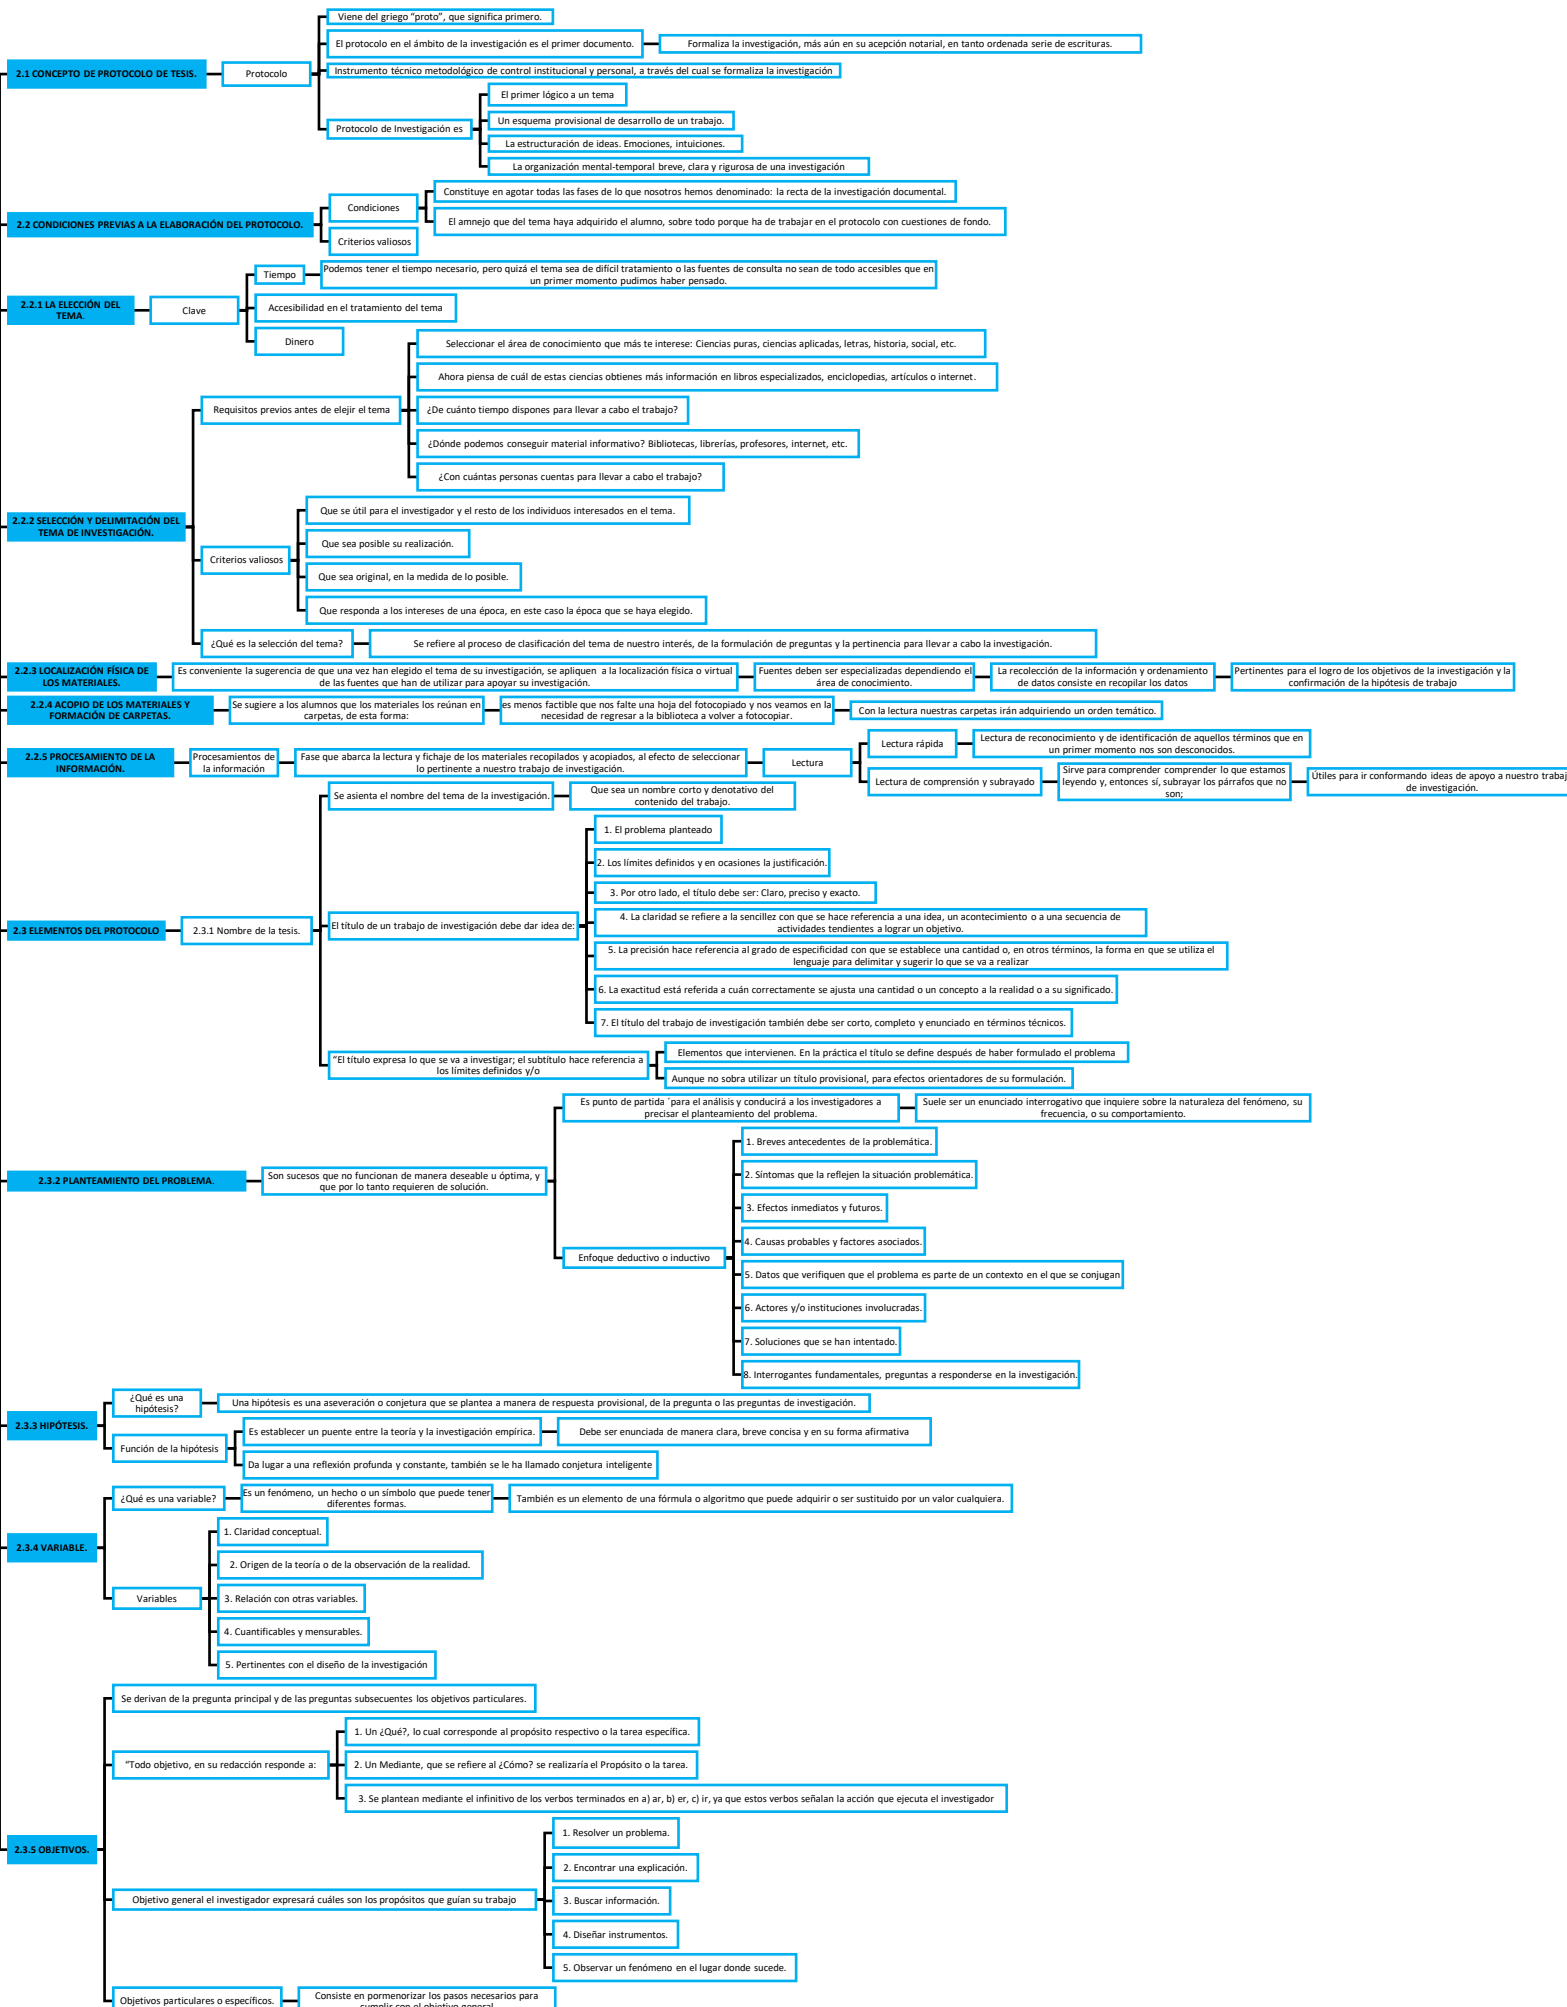 2.1 CONCEPTO DE PROTOCOLO DE TESIS.
Protocolo
Viene del griego "proto", que significa primero.
El protocolo en el ámbito de la investigación es el primer documento.
Formaliza la investigación, más aún en su acepción notarial, en tanto ordenada serie de escrituras.
Instrumento técnico metodológico de control institucional y personal, a través del cual se formaliza la investigación
Protocolo de Investigación es
El primer lógico a un tema
Un esquema provisional de desarrollo de un trabajo.
La estructuración de ideas. Emociones, intuiciones.
La organización mental-temporal breve, clara y rigurosa de una investigación
2.2 CONDICIONES PREVIAS A LA ELABORACIÓN DEL PROTOCOLO.
Condiciones
Constituye en agotar todas las fases de lo que nosotros hemos denominado: la recta de la investigación documental.
El amnejo que del tema haya adquirido el alumno, sobre todo porque ha de trabajar en el protocolo con cuestiones de fondo.
Criterios valiosos
2.2.1 LA ELECCIÓN DEL
TEMA.
Clave
Tiempo
Podemos tener el tiempo necesario, pero quizá el tema sea de difícil tratamiento o las fuentes de consulta no sean de todo accesibles que en
un primer momento pudimos haber pensado.
Accesibilidad en el tratamiento del tema
Dinero
2.2.2 SELECCIÓN Y DELIMITACIÓN DEL
TEMA DE INVESTIGACIÓN.
Requisitos previos antes de elejir el tema
Seleccionar el área de conocimiento que más te interese: Ciencias puras, ciencias aplicadas, letras, historia, social, etc.
Ahora piensa de cuál de estas ciencias obtienes más información en libros especializados, enciclopedias, artículos o internet.
¿De cuánto tiempo dispones para llevar a cabo el trabajo?
¿Dónde podemos conseguir material informativo? Bibliotecas, librerías, profesores, internet, etc.
¿Con cuántas personas cuentas para llevar a cabo el trabajo?
Criterios valiosos
Que se útil para el investigador y el resto de los individuos interesados en el tema.
Que sea posible su realización.
Que sea original, en la medida de lo posible.
Que responda a los intereses de una época, en este caso la época que se haya elegido.
¿Qué es la selección del tema?
Se refiere al proceso de clasificación del tema de nuestro interés, de la formulación de preguntas y la pertinencia para llevar a cabo la investigación.
2.2.3 LOCALIZACIÓN FÍSICA DE
LOS MATERIALES.
Es conveniente la sugerencia de que una vez han elegido el tema de su investigación, se apliquen a la localización física o virtual
de las fuentes que han de utilizar para apoyar su investigación.
Fuentes deben ser especializadas dependiendo el
área de conocimiento.
La recolección de la información y ordenamiento
de datos consiste en recopilar los datos
Pertinentes para el logro de los objetivos de la investigación y la
confirmación de la hipótesis de trabajo
2.2.4 ACOPIO DE LOS MATERIALES Y
FORMACIÓN DE CARPETAS.
Se sugiere a los alumnos que los materiales los reúnan en
carpetas, de esta forma:
es menos factible que nos falte una hoja del fotocopiado y nos veamos en la
necesidad de regresar a la biblioteca a volver a fotocopiar.
Con la lectura nuestras carpetas irán adquiriendo un orden temático.
2.2.5 PROCESAMIENTO DE LA
INFORMACIÓN.
Procesamientos de
la información
Fase que abarca la lectura y fichaje de los materiales recopilados y acopiados, al efecto de seleccionar
lo pertinente a nuestro trabajo de investigación.
Lectura
Lectura rápida
Lectura de reconocimiento y de identificación de aquellos términos que en
un primer momento nos son desconocidos.
Lectura de comprensión y subrayado
Sirve para comprender comprender lo que estamos
leyendo y, entonces sí, subrayar los párrafos que no
son;
Útiles para ir conformando ideas de apoyo a nuestro trabaj
de investigación.
2.3 ELEMENTOS DEL PROTOCOLO
2.3.1 Nombre de la tesis.
Se asienta el nombre del tema de la investigación.
Que sea un nombre corto y denotativo del
contenido del trabajo.
El título de un trabajo de investigación debe dar idea de:
1. El problema planteado
2. Los límites definidos y en ocasiones la justificación.
3. Por otro lado, el título debe ser: Claro, preciso y exacto.
4. La claridad se refiere a la sencillez con que se hace referencia a una idea, un acontecimiento o a una secuencia de
actividades tendientes a lograr un objetivo.
5. La precisión hace referencia al grado de especificidad con que se establece una cantidad o, en otros términos, la forma en que se utiliza el
lenguaje para delimitar y sugerir lo que se va a realizar
6. La exactitud está referida a cuán correctamente se ajusta una cantidad o un concepto a la realidad o a su significado.
7. El título del trabajo de investigación también debe ser corto, completo y enunciado en términos técnicos.
"El título expresa lo que se va a investigar; el subtítulo hace referencia a
los límites definidos y/o
Elementos que intervienen. En la práctica el título se define después de haber formulado el problema
Aunque no sobra utilizar un título provisional, para efectos orientadores de su formulación.
2.3.2 PLANTEAMIENTO DEL PROBLEMA.
Son sucesos que no funcionan de manera deseable u óptima, y
que por lo tanto requieren de solución.
Es punto de partida ´para el análisis y conducirá a los investigadores a
precisar el planteamiento del problema.
Suele ser un enunciado interrogativo que inquiere sobre la naturaleza del fenómeno, su
frecuencia, o su comportamiento.
Enfoque deductivo o inductivo
1. Breves antecedentes de la problemática.
2. Síntomas que la reflejen la situación problemática.
3. Efectos inmediatos y futuros.
4. Causas probables y factores asociados.
5. Datos que verifiquen que el problema es parte de un contexto en el que se conjugan
6. Actores y/o instituciones involucradas.
7. Soluciones que se han intentado.
8. Interrogantes fundamentales, preguntas a responderse en la investigación.
2.3.3 HIPÓTESIS.
¿Qué es una
hipótesis?
Una hipótesis es una aseveración o conjetura que se plantea a manera de respuesta provisional, de la pregunta o las preguntas de investigación.
Función de la hipótesis
Es establecer un puente entre la teoría y la investigación empírica.
Debe ser enunciada de manera clara, breve concisa y en su forma afirmativa
Da lugar a una reflexión profunda y constante, también se le ha llamado conjetura inteligente
2.3.4 VARIABLE.
¿Qué es una variable?
Es un fenómeno, un hecho o un símbolo que puede tener
diferentes formas.
También es un elemento de una fórmula o algoritmo que puede adquirir o ser sustituido por un valor cualquiera.
Variables
1. Claridad conceptual.
2. Origen de la teoría o de la observación de la realidad.
3. Relación con otras variables.
4. Cuantificables y mensurables.
5. Pertinentes con el diseño de la investigación
2.3.5 OBJETIVOS.
Se derivan de la pregunta principal y de las preguntas subsecuentes los objetivos particulares.
"Todo objetivo, en su redacción responde a:
1. Un ¿Qué?, lo cual corresponde al propósito respectivo o la tarea específica.
2. Un Mediante, que se refiere al ¿Cómo? se realizaría el Propósito o la tarea.
3. Se plantean mediante el infinitivo de los verbos terminados en a) ar, b) er, c) ir, ya que estos verbos señalan la acción que ejecuta el investigador
Objetivo general el investigador expresará cuáles son los propósitos que guían su trabajo
1. Resolver un problema.
2. Encontrar una explicación.
3. Buscar información.
4. Diseñar instrumentos.
5. Observar un fenómeno en el lugar donde sucede.
Objetivos particulares o específicos.
Consiste en pormenorizar los pasos necesarios para
cumplir con el objetivo general